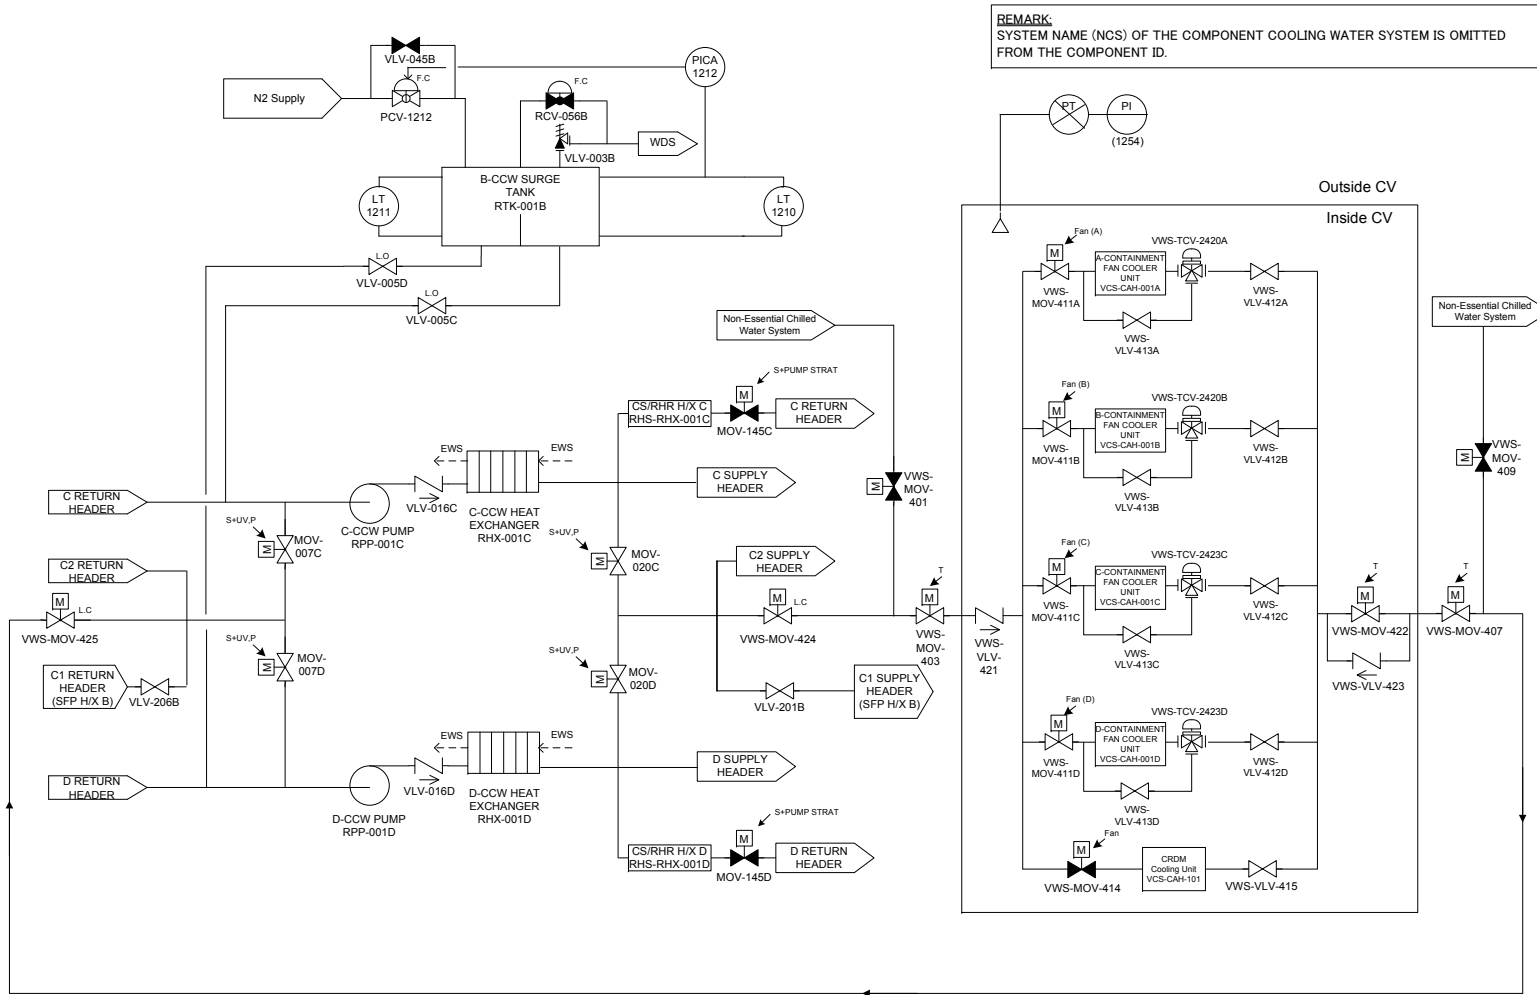 REMARK:
SYSTEM NAME (NCS) OF THE COMPONENT COOLING WATER SYSTEM IS OMITTED
FROM THE COMPONENT ID.
VLV-045B
F.C
N2 Supply
PCV-1212
PICA
1212
F.C
RCV-056B
VLV-003B
WDS
B-CCW SURGE
TANK
RTK-001B
LT
1211
LT
1210
L.O
VLV-005D
L.O
VLV-005C
PT
PI
(1254)
Outside CV
Inside CV
Non-Essential Chilled
Water System
Non-Essential Chilled
Water System
S+PUMP STRAT
M
CS/RHR H/X C
RHS-RHX-001C
MOV-145C
C RETURN
HEADER
EWS
EWS
C SUPPLY
HEADER
VLV-016C
C-CCW HEAT
EXCHANGER
RHX-001C
C RETURN
HEADER
C-CCW PUMP
RPP-001C
S+UV,P
M
MOV-
007C
S+UV,P
M
MOV-
020C
M
VWS-
MOV-
401
C2 RETURN
HEADER
C2 SUPPLY
HEADER
M
L.C
VWS-MOV-425
M
L.C
VWS-MOV-424
T
M
VWS-
MOV-
403
VWS-
VLV-
421
S+UV,P
M
MOV-
007D
S+UV,P
M
MOV-
020D
C1 RETURN
HEADER
(SFP H/X B)
VLV-206B
VLV-201B
C1 SUPPLY
HEADER
(SFP H/X B)
EWS
EWS
D SUPPLY
HEADER
VLV-016D
D-CCW HEAT
EXCHANGER
RHX-001D
D RETURN
HEADER
D-CCW PUMP
RPP-001D
S+PUMP STRAT
M
CS/RHR H/X D
RHS-RHX-001D
MOV-145D
D RETURN
HEADER
Fan (A)
M
VWS-
MOV-411A
A-CONTAINMENT
FAN COOLER
UNIT
VCS-CAH-001A
VWS-TCV-2420A
VWS-
VLV-412A
VWS-
VLV-413A
Fan (B)
M
VWS-
MOV-411B
B-CONTAINMENT
FAN COOLER
UNIT
VCS-CAH-001B
VWS-TCV-2420B
VWS-
VLV-412B
VWS-
VLV-413B
M
VWS-
MOV-
409
Fan (C)
M
VWS-
MOV-411C
C-CONTAINMENT
FAN COOLER
UNIT
VCS-CAH-001C
VWS-TCV-2423C
VWS-
VLV-412C
VWS-
VLV-413C
T
M
VWS-MOV-422
T
M
VWS-MOV-407
VWS-VLV-423
Fan (D)
M
VWS-
MOV-411D
D-CONTAINMENT
FAN COOLER
UNIT
VCS-CAH-001D
VWS-TCV-2423D
VWS-
VLV-412D
VWS-
VLV-413D
Fan
M
VWS-MOV-414
CRDM
Cooling Unit
VCS-CAH-101
VWS-VLV-415